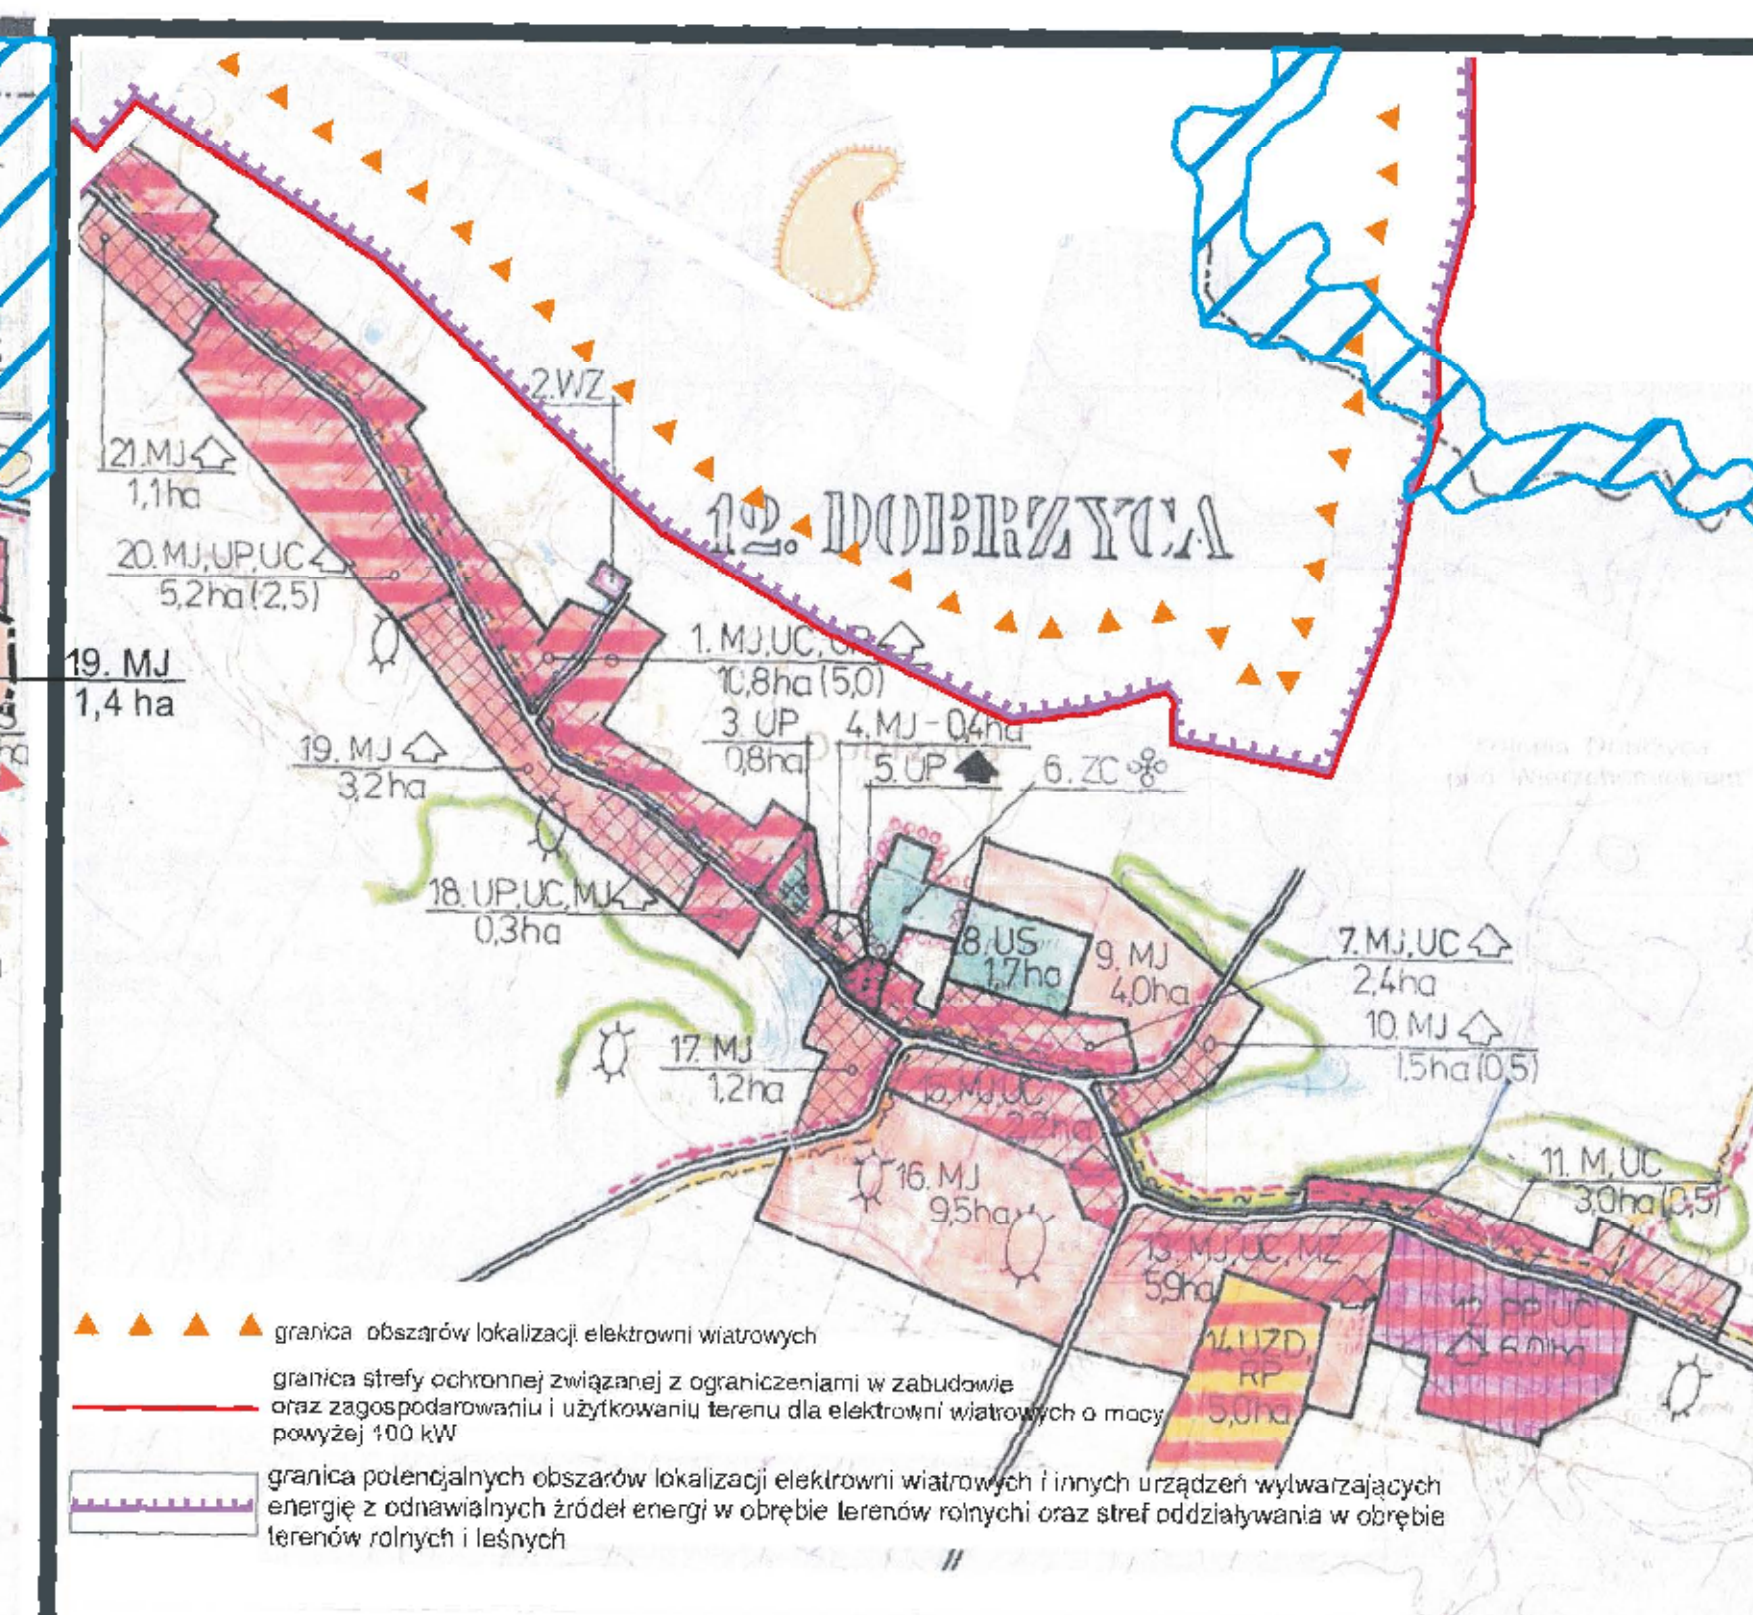 2.WZ
21.MJ
1,1ha
12. DOBRZYCA
20.MJ,UP,UC
5,2ha(2,5)
1. MJ,UC,UP
10,8ha(5,0)
19. MJ
1,4 ha
3. UP
0,8ha
4. MJ-0,4ha
5. UP
6. ZC
19. MJ
3,2ha
18. UP,UC,MJ
0,3ha
8. US
1,7ha
9. MJ
4,0ha
7. MJ,UC
2,4ha
10. MJ
1,5ha(0,5)
17. MJ
1,2ha
15. MJ,UC
2,2ha
16. MJ
9,5ha
11. M,UC
3,0ha(0,5)
13. MJ,UC,MZ
5,9ha
12. PP,UC
6,0ha
14.UZD,
RP
5,0ha
granica obszarów lokalizacji elektrowni wiatrowych
granica strefy ochronnej związanej z ograniczeniami w zabudowie
oraz zagospodarowaniu i użytkowaniu terenu dla elektrowni wiatrowych o mocy
powyżej 100 kW
granica potencjalnych obszarów lokalizacji elektrowni wiatrowych i innych urządzeń wytwarzających
energię z odnawialnych źródeł energi w obrębie terenów rolnychi oraz stref oddziaływania w obrębie
terenów rolnych i leśnych